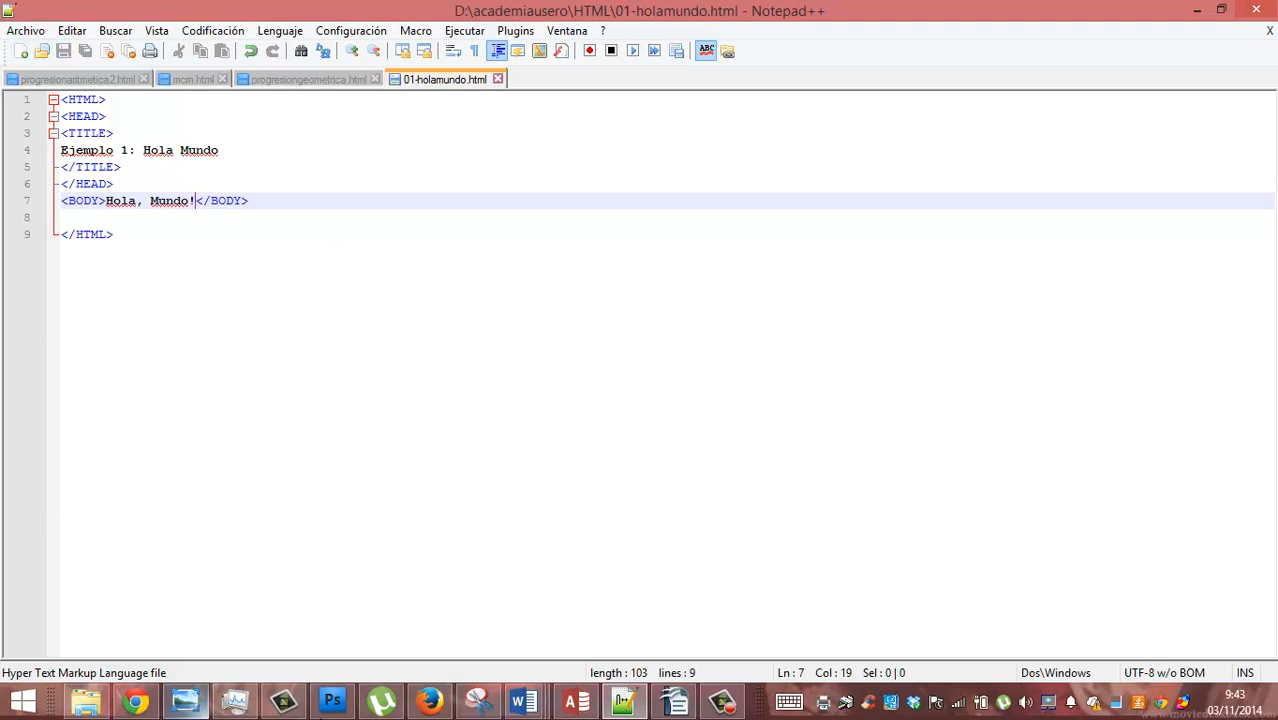 D:\academiausero\HTML\01-holamundo.html - Notepad++
Archivo Editar Buscar Vista Codificación Lenguaje Configuración Macro Ejecutar Plugins Ventana ? X
ABC
progresionaritmetica2.html mcm.html progresiongeometrica.html 01-holamundo.html
1 <HTML>
2 <HEAD>
3 <TITLE>
4 Ejemplo 1: Hola Mundo
5 </TITLE>
6 </HEAD>
7 <BODY>Hola, Mundo!</BODY>
8
9 </HTML>
Hyper Text Markup Language file length : 103 lines : 9 Ln : 7 Col : 19 Sel : 0 | 0 Dos\Windows UTF-8 w/o BOM INS
Ps
9:43
03/11/2014